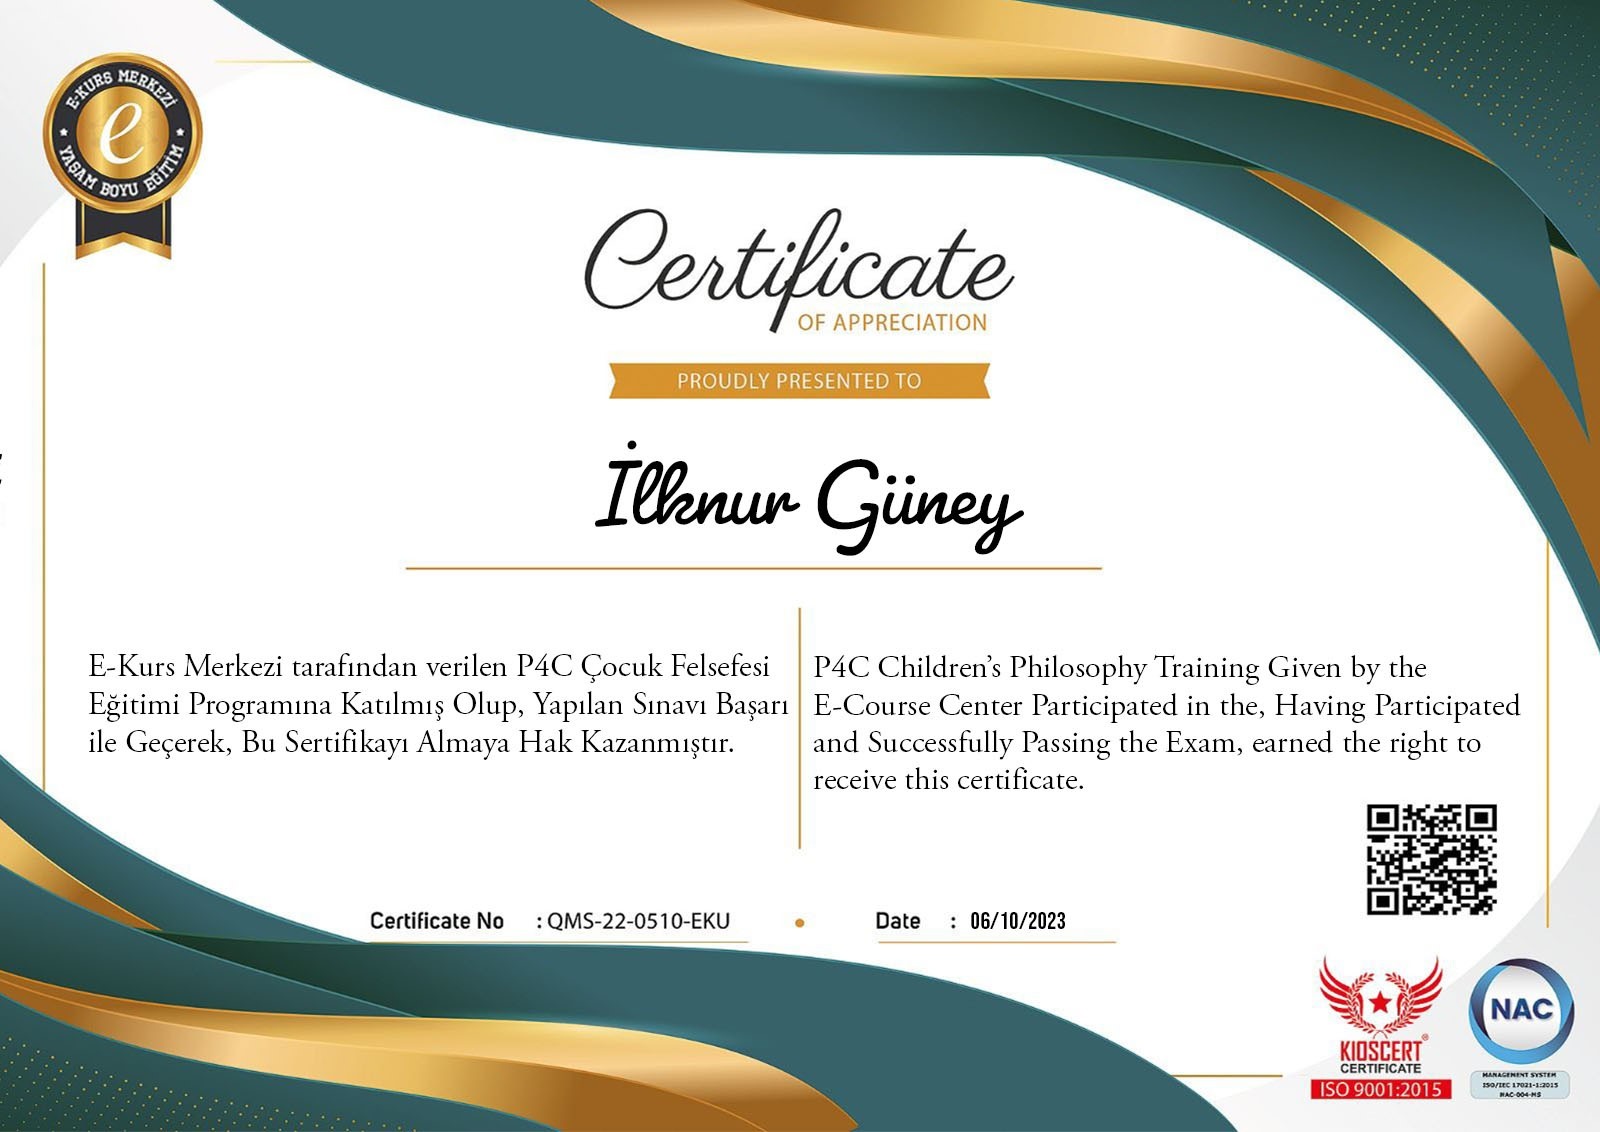 E-KURS MERKEZİ
e
YAŞAM BOYU EĞİTİM
Certificate
OF APPRECIATION
PROUDLY PRESENTED TO
İlknur Güney
E-Kurs Merkezi tarafından verilen P4C Çocuk Felsefesi
Eğitimi Programına Katılmış Olup, Yapılan Sınavı Başarı
ile Geçerek, Bu Sertifikayı Almaya Hak Kazanmıştır.
P4C Children's Philosophy Training Given by the
E-Course Center Participated in the, Having Participated
and Successfully Passing the Exam, earned the right to
receive this certificate.
Certificate No : QMS-22-0510-EKU • Date : 06/10/2023
KIOSCERT®
CERTIFICATE
ISO 9001:2015
NAC
MANAGEMENT SYSTEM
ISO/IEC 17021-1:2015
NAC-004-MS